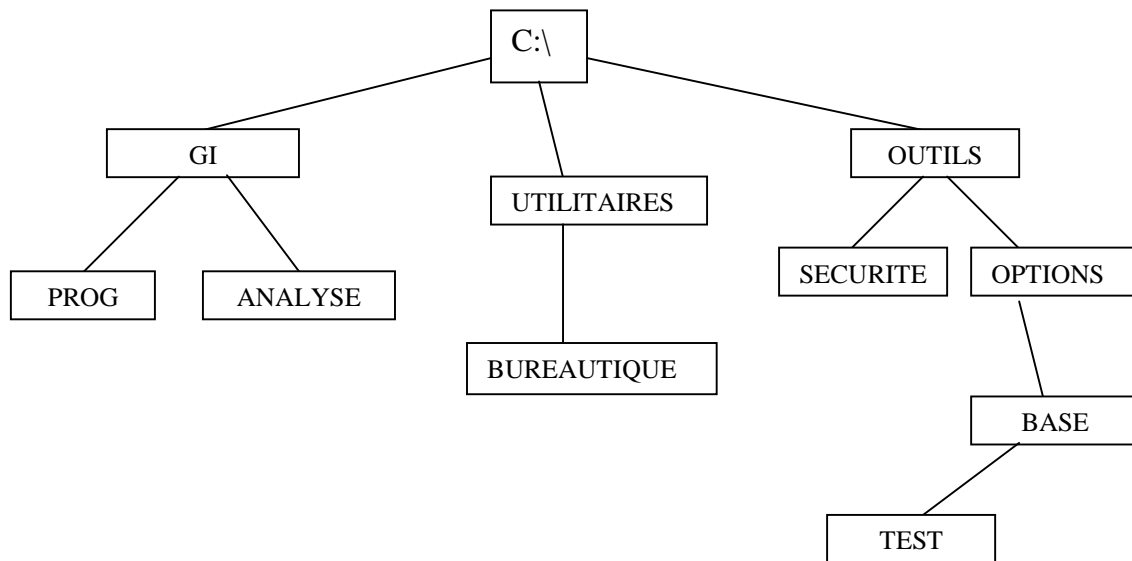 C:\
GI
OUTILS
UTILITAIRES
SECURITE
OPTIONS
PROG
ANALYSE
BUREAUTIQUE
BASE
TEST